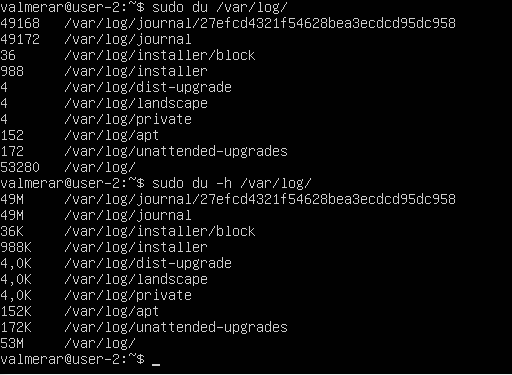 valmerar@user-2:~$ sudo du /var/log/
49168 /var/log/journal/27efcd4321f54628bea3ecdcd95dc958
49172 /var/log/journal
36 /var/log/installer/block
988 /var/log/installer
4 /var/log/dist-upgrade
4 /var/log/landscape
4 /var/log/private
152 /var/log/apt
172 /var/log/unattended-upgrades
53280 /var/log/
valmerar@user-2:~$ sudo du -h /var/log/
49M /var/log/journal/27efcd4321f54628bea3ecdcd95dc958
49M /var/log/journal
36K /var/log/installer/block
988K /var/log/installer
4,0K /var/log/dist-upgrade
4,0K /var/log/landscape
4,0K /var/log/private
152K /var/log/apt
172K /var/log/unattended-upgrades
53M /var/log/
valmerar@user-2:~$ _